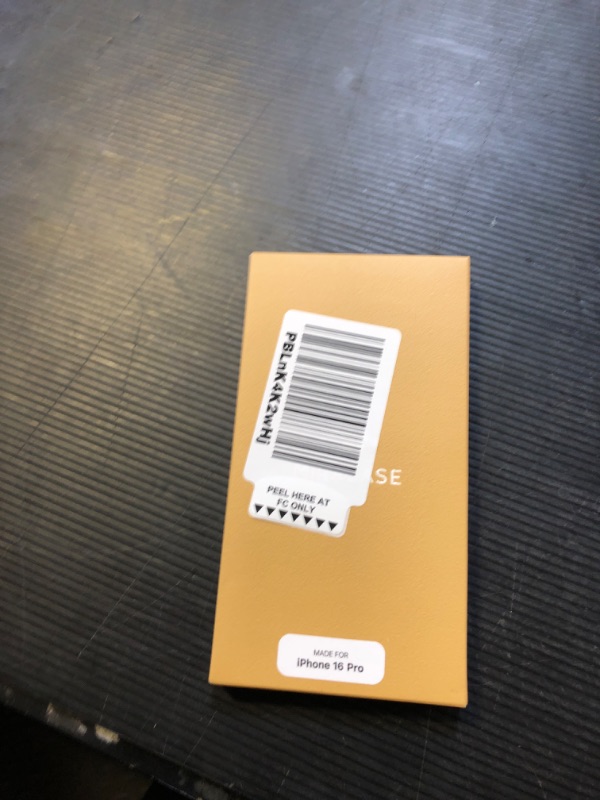 PBLnK4K2wHj
ASE
PEEL HERE AT
FC ONLY
MADE FOR
iPhone 16 Pro